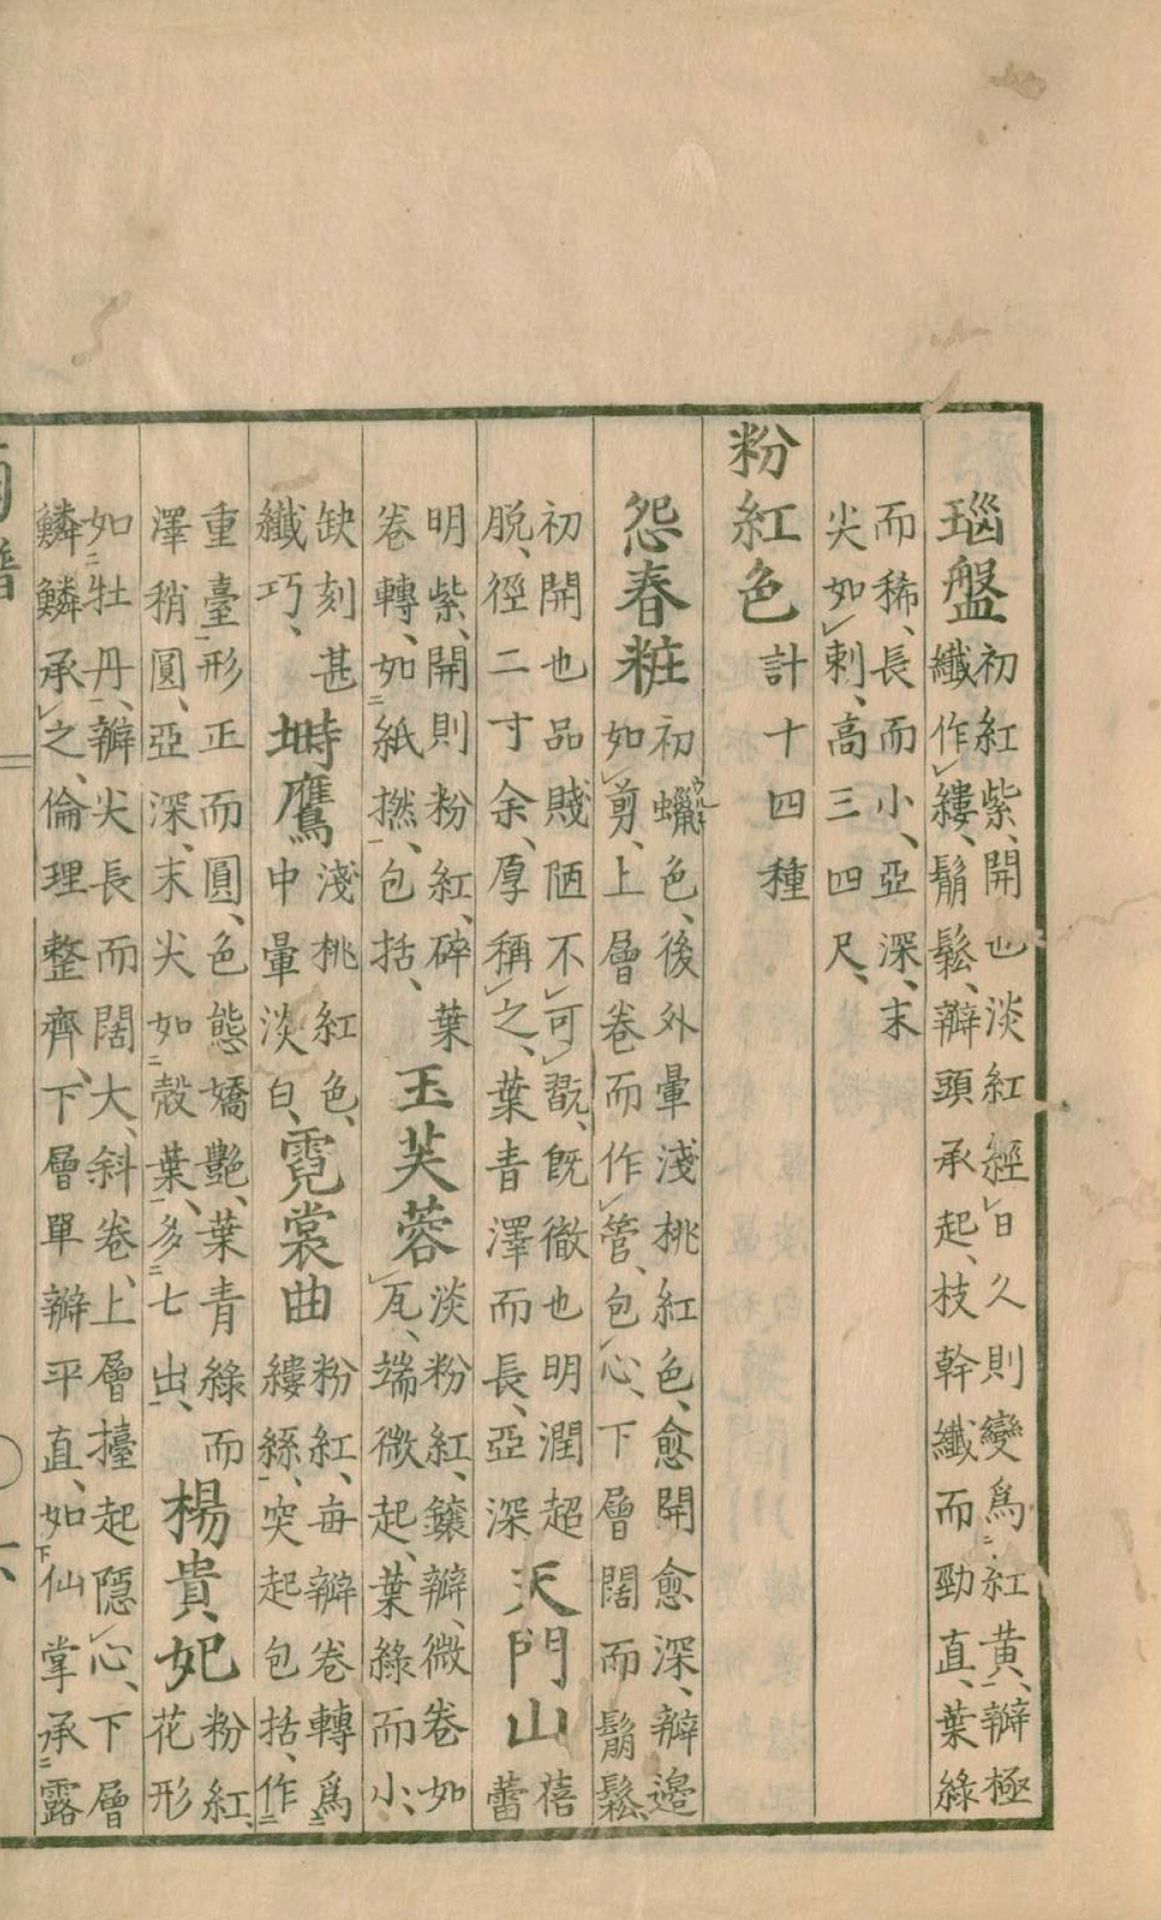 瑙盤初紅紫、開也淡紅經日久則變爲紅黄、瓣極
纖作縷、鬅鬆、瓣頭承起、枝幹纖而勁直、葉綠
而稀、長而小、亞深、末
尖如刺、高三四尺、
粉紅色計十四種
怨春粧初蠟色、後外暈淺桃紅色、愈開愈深、瓣邉
如剪、上層卷而作管、包心、下層闊而鬅鬆、
初開也品賤陋不可翫、既徹也明潤超
脱、徑二寸余、厚稱之、葉青澤而長、亞深
天門山蓓
蕾
明紫、開則粉紅、碎葉
卷轉、如紙撚、包括、
玉芙蓉淡粉紅、鑲瓣、微卷如
瓦、端微起、葉綠而小、
缺刻甚
纖巧、
塒鷹淺桃紅色、
中暈淡白、
霓裳曲粉紅、毎瓣卷轉爲
縷絲、突起包括、作
重臺形正而圓、色態嬌艷、葉青綠而
澤稍圓、亞深、末尖如殻葉、多七出、
楊貴妃粉紅、
花形
如牡丹、瓣尖長而闊大、斜卷、上層擡起隱心、下層
鱗鱗承之、倫理整齊、下層單瓣平直、如仙掌承露